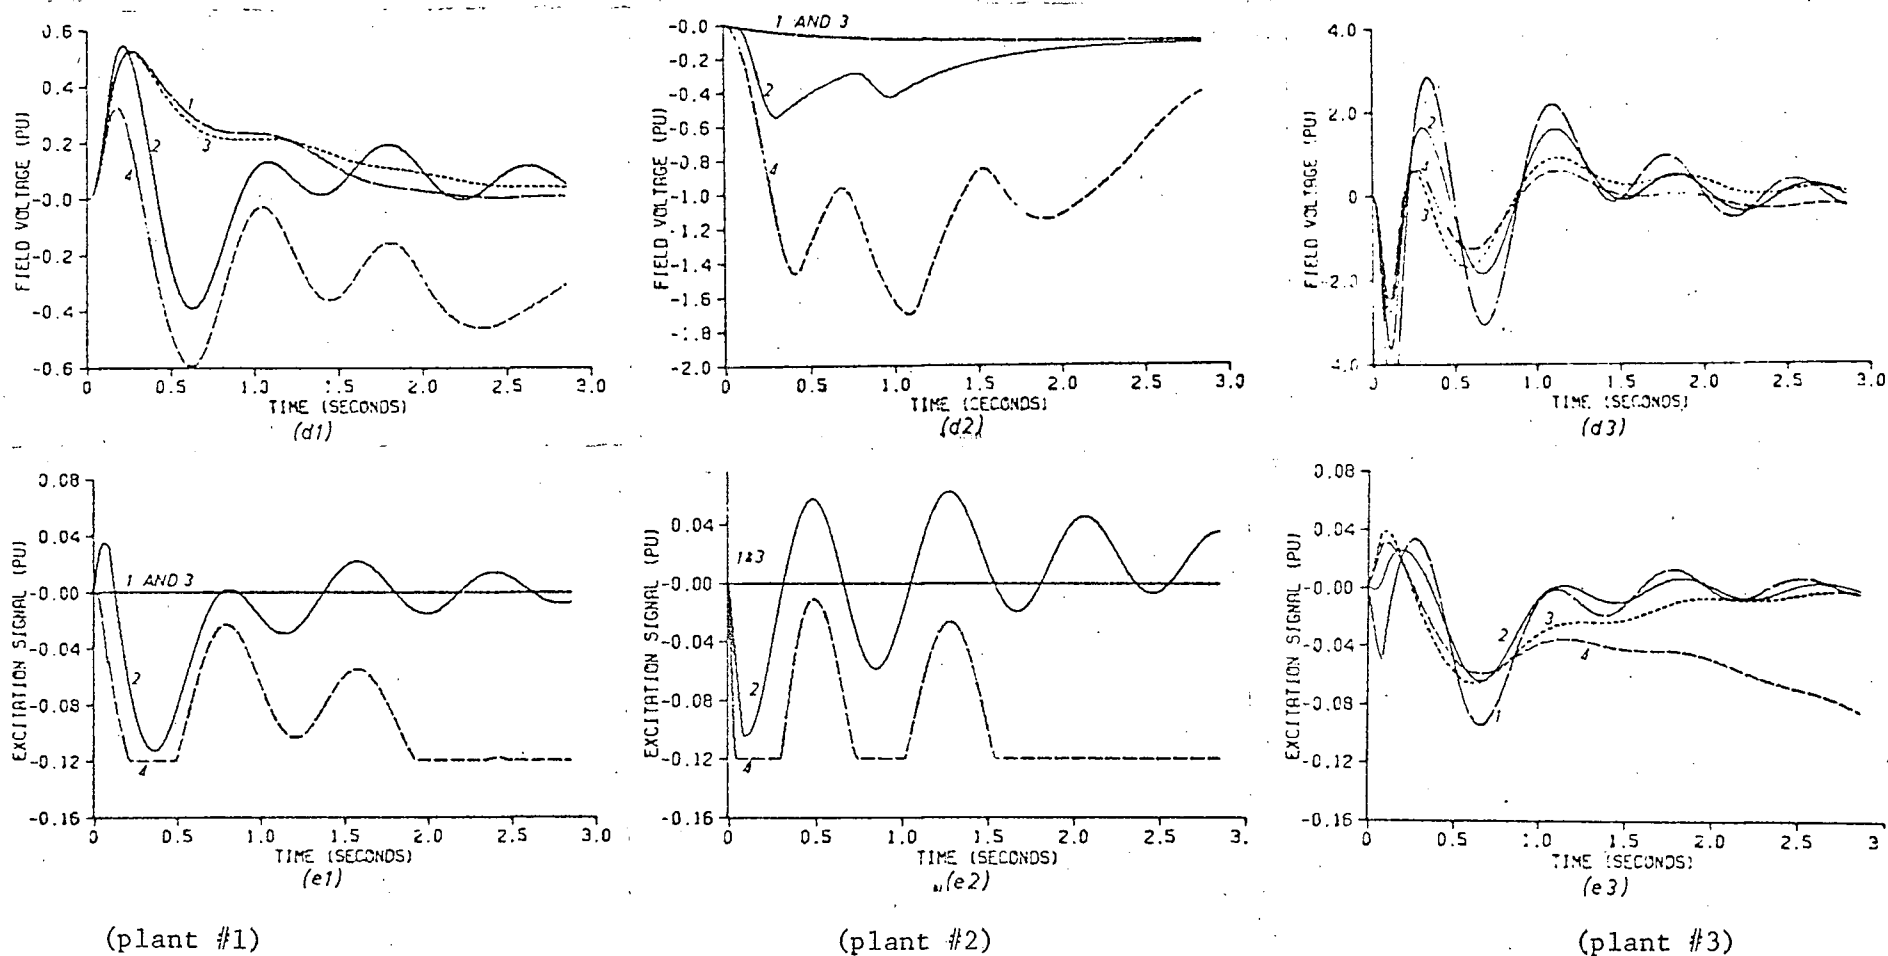 0.6
0.4
0.2
-0.0
-0.2
-0.4
-0.6
FIELD VOLTAGE (PU)
1
2
3
4
0 0.5 1.0 1.5 2.0 2.5 3.0
TIME (SECONDS)
(d1)
-0.0
-0.2
-0.4
-0.6
-0.8
-1.0
-1.2
-1.4
-1.6
-1.8
-2.0
FIELD VOLTAGE (PU)
1 AND 3
2
4
0.5 1.0 1.5 2.0 2.5 3.0
TIME (SECONDS)
(d2)
4.0
2.0
0
-2.0
4.0
FIELD VOLTAGE (PU)
2
1
3
0 0.5 1.0 1.5 2.0 2.5 3.0
TIME (SECONDS)
(d3)
0.08
0.04
-0.00
-0.04
-0.08
-0.12
-0.16
EXCITATION SIGNAL (PU)
1 AND 3
2
4
0 0.5 1.0 1.5 2.0 2.5 3.0
TIME (SECONDS)
(e1)
0.04
-0.00
-0.04
-0.08
-0.12
-0.16
EXCITATION SIGNAL (PU)
1&3
2
4
0 0.5 1.0 1.5 2.0 2.5 3.
TIME (SECONDS)
(e2)
0.08
0.04
-0.00
-0.04
-0.08
-0.12
-0.16
EXCITATION SIGNAL (PU)
2
3
4
1
0 0.5 1.0 1.5 2.0 2.5 3
TIME (SECONDS)
(e3)
(plant #1)
(plant #2)
(plant #3)